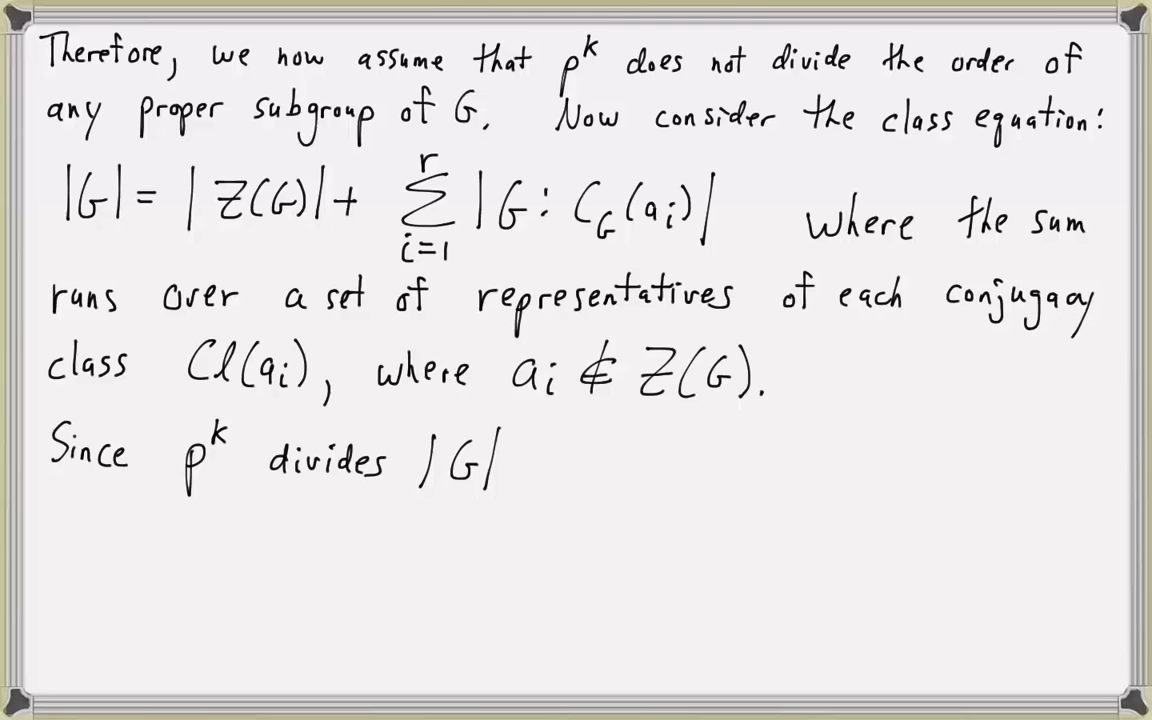 Therefore, we now assume that p^k does not divide the order of
any proper subgroup of G. Now consider the class equation:
|G| = |Z(G)| + ∑_{i=1}^{r} |G : C_G(a_i)| where the sum
runs over a set of representatives of each conjugacy
class Cl(a_i), where a_i ∉ Z(G).
Since p^k divides |G|